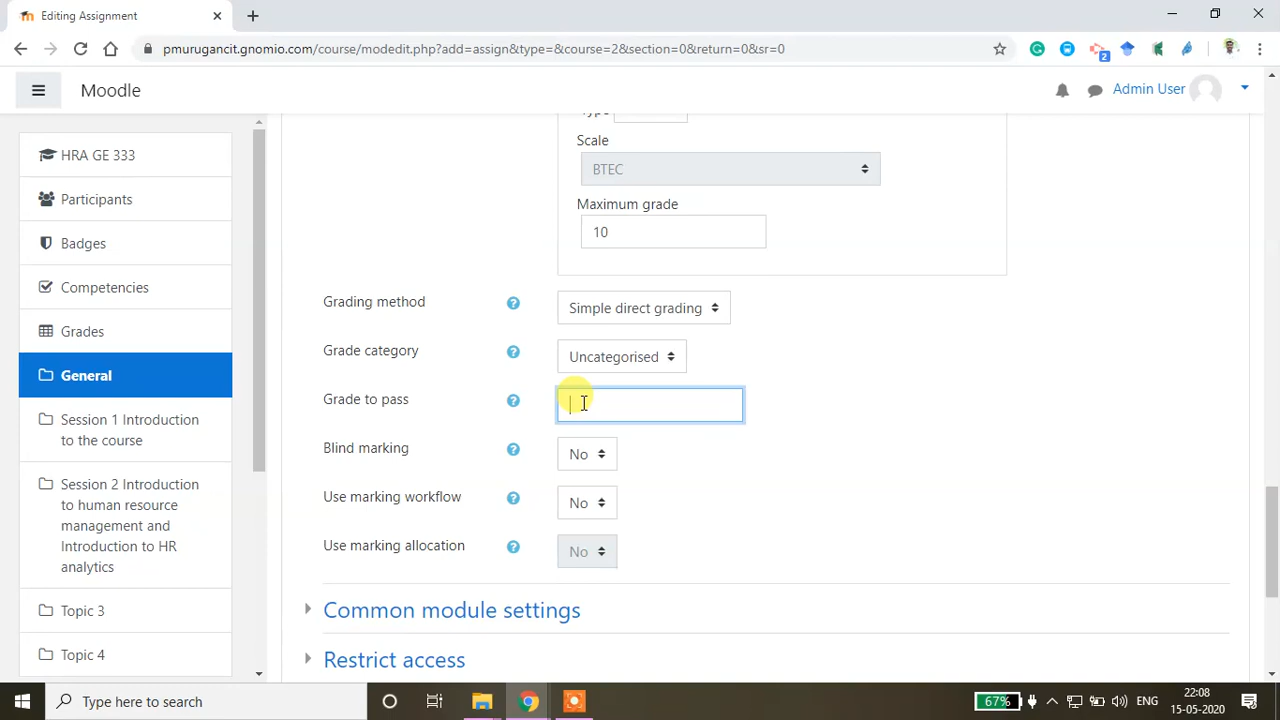 Editing Assignment
pmurugancit.gnomio.com/course/modedit.php?add=assign&type=&course=2&section=0&return=0&sr=0
2
Moodle
Admin User
HRA GE 333
Participants
Badges
Competencies
Grades
General
Session 1 Introduction
to the course
Session 2 Introduction
to human resource
management and
Introduction to HR
analytics
Topic 3
Topic 4
Type
Scale
BTEC
Maximum grade
10
Grading method
Simple direct grading
Grade category
Uncategorised
Grade to pass
Blind marking
No
Use marking workflow
No
Use marking allocation
No
Common module settings
Restrict access
Type here to search
67%
ENG
22:08
15-05-2020